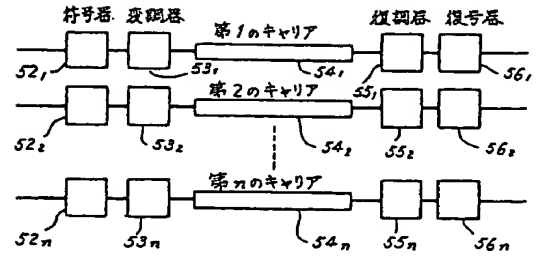 符号器 変調器 第1のキャリア 復調器 復号器
52₁ 53₁ 54₁ 55₁ 56₁
第2のキャリア
52₂ 53₂ 54₂ 55₂ 56₂
第nのキャリア
52n 53n 54n 55n 56n